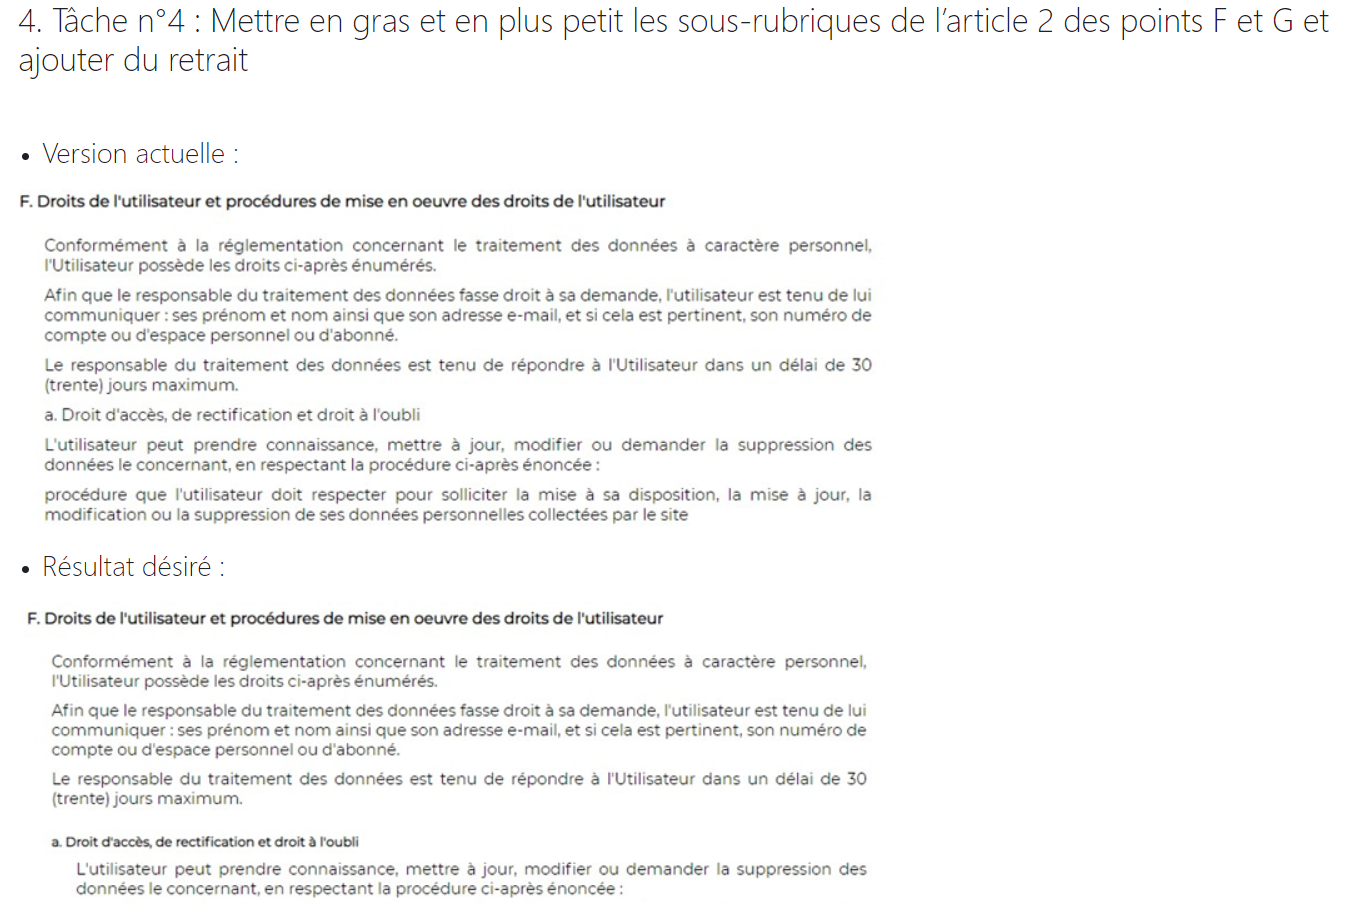 4. Tâche n°4 : Mettre en gras et en plus petit les sous-rubriques de l’article 2 des points F et G et
ajouter du retrait
• Version actuelle :
F. Droits de l'utilisateur et procédures de mise en oeuvre des droits de l'utilisateur
Conformément à la réglementation concernant le traitement des données à caractère personnel,
l'Utilisateur possède les droits ci-après énumérés.
Afin que le responsable du traitement des données fasse droit à sa demande, l'utilisateur est tenu de lui
communiquer : ses prénom et nom ainsi que son adresse e-mail, et si cela est pertinent, son numéro de
compte ou d'espace personnel ou d'abonné.
Le responsable du traitement des données est tenu de répondre à l'Utilisateur dans un délai de 30
(trente) jours maximum.
a. Droit d'accès, de rectification et droit à l'oubli
L'utilisateur peut prendre connaissance, mettre à jour, modifier ou demander la suppression des
données le concernant, en respectant la procédure ci-après énoncée :
procédure que l'utilisateur doit respecter pour solliciter la mise à sa disposition, la mise à jour, la
modification ou la suppression de ses données personnelles collectées par le site
• Résultat désiré :
F. Droits de l'utilisateur et procédures de mise en oeuvre des droits de l'utilisateur
Conformément à la réglementation concernant le traitement des données à caractère personnel,
l'Utilisateur possède les droits ci-après énumérés.
Afin que le responsable du traitement des données fasse droit à sa demande, l'utilisateur est tenu de lui
communiquer : ses prénom et nom ainsi que son adresse e-mail, et si cela est pertinent, son numéro de
compte ou d'espace personnel ou d'abonné.
Le responsable du traitement des données est tenu de répondre à l'Utilisateur dans un délai de 30
(trente) jours maximum.
a. Droit d'accès, de rectification et droit à l'oubli
L'utilisateur peut prendre connaissance, mettre à jour, modifier ou demander la suppression des
données le concernant, en respectant la procédure ci-après énoncée :